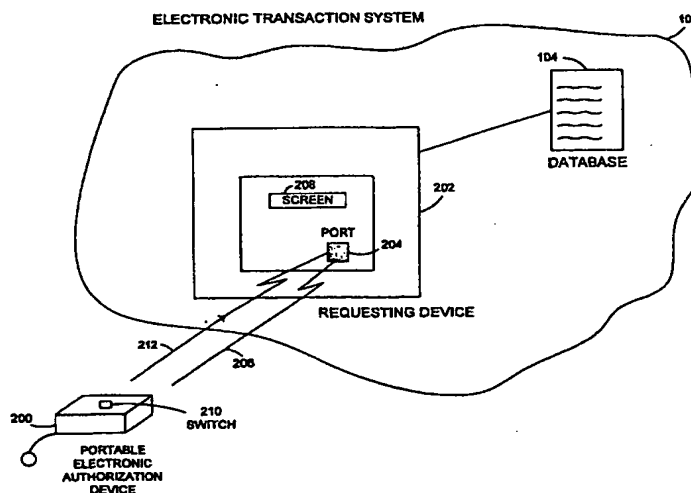 ELECTRONIC TRANSACTION SYSTEM
104
DATABASE
208
SCREEN
202
PORT
204
REQUESTING DEVICE
212
206
200
210
SWITCH
PORTABLE
ELECTRONIC
AUTHORIZATION
DEVICE